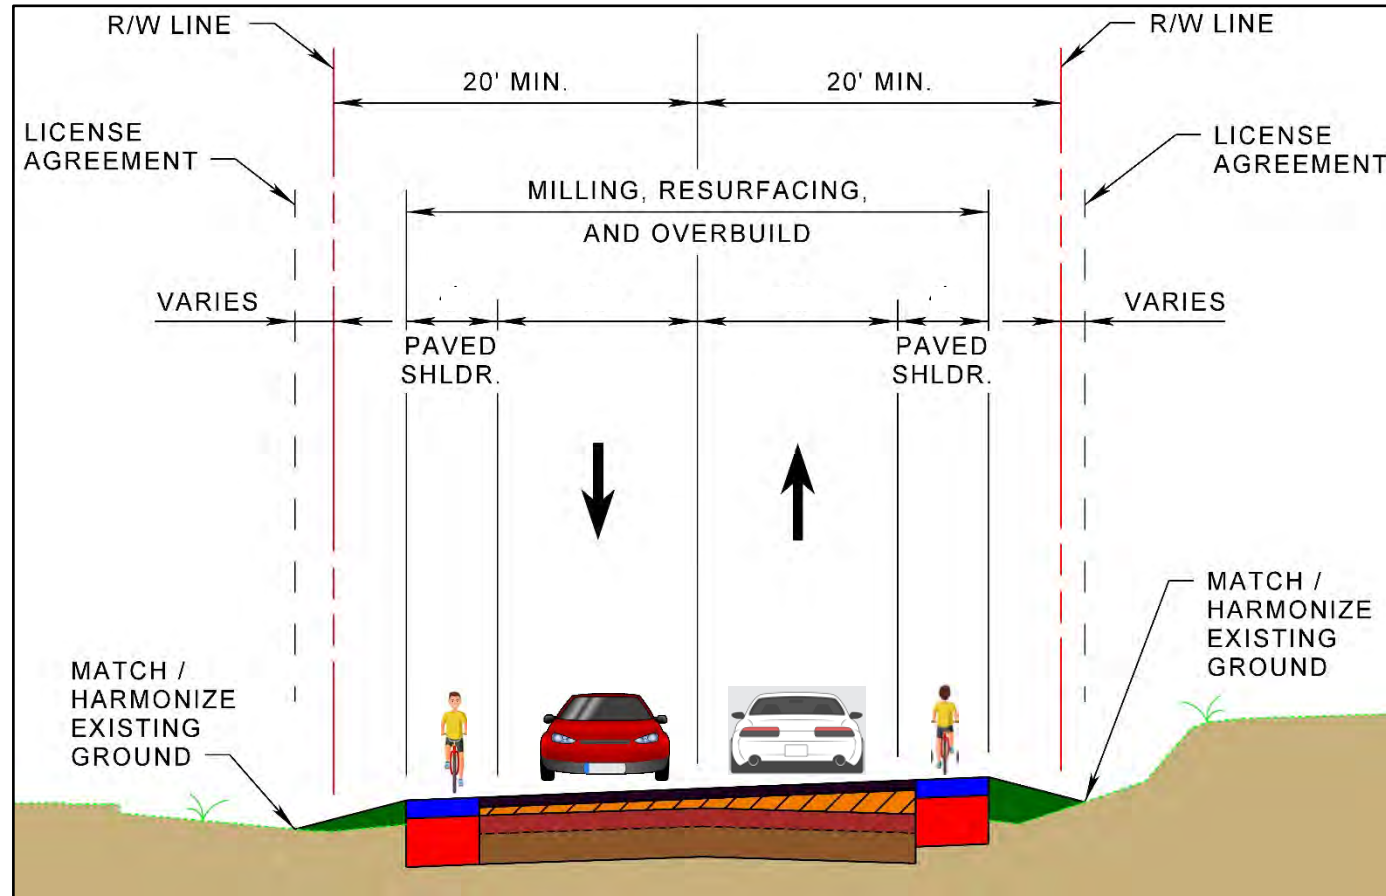 R/W LINE
R/W LINE
20' MIN.
20' MIN.
LICENSE
AGREEMENT
LICENSE
AGREEMENT
MILLING, RESURFACING,
AND OVERBUILD
VARIES
VARIES
PAVED
SHLDR.
PAVED
SHLDR.
MATCH /
HARMONIZE
EXISTING
GROUND
MATCH /
HARMONIZE
EXISTING
GROUND